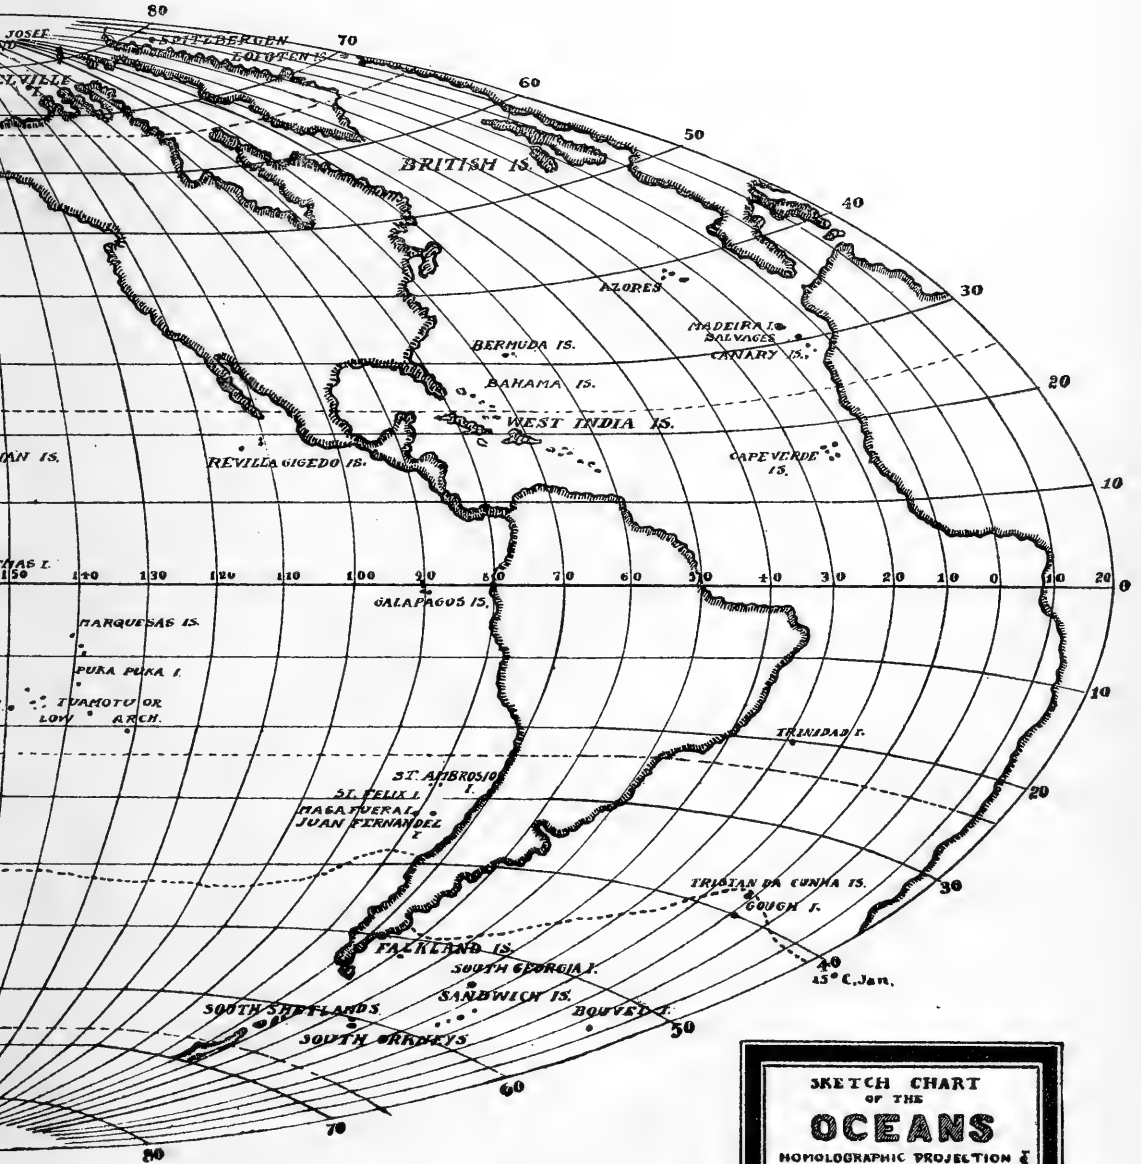 80
JOSEF
SPITZBERGEN
70
LOFOTEN I.
60
BRITISH IS.
50
40
AZORES
30
MADEIRA I.
SALVAGES
CANARY IS.
BERMUDA IS.
BAHAMA IS.
20
WEST INDIA IS.
REVILLA GIGEDO IS.
CAPE VERDE
IS.
10
150 140 130 120 110 100 90 80 70 60 50 40 30 20 10 0 10 20 0
GALAPAGOS IS.
MARQUESAS IS.
PUKA PUKA I.
TUAMOTU OR
LOW ARCH.
10
TRINIDAD I.
ST. AMBROSIO
I.
ST. FELIX I.
MASAFUERA I.
JUAN FERNANDEZ
I
20
TRISTAN DA CUNHA IS.
GOUGH I.
30
FALKLAND IS.
SOUTH GEORGIA I.
SANDWICH IS.
40
15° C. Jan.
SOUTH SHETLANDS
BOUVET I.
SOUTH ORKNEYS
50
60
70
80
SKETCH CHART
OF THE
OCEANS
HOMOLOGRAPHIC PROJECTION